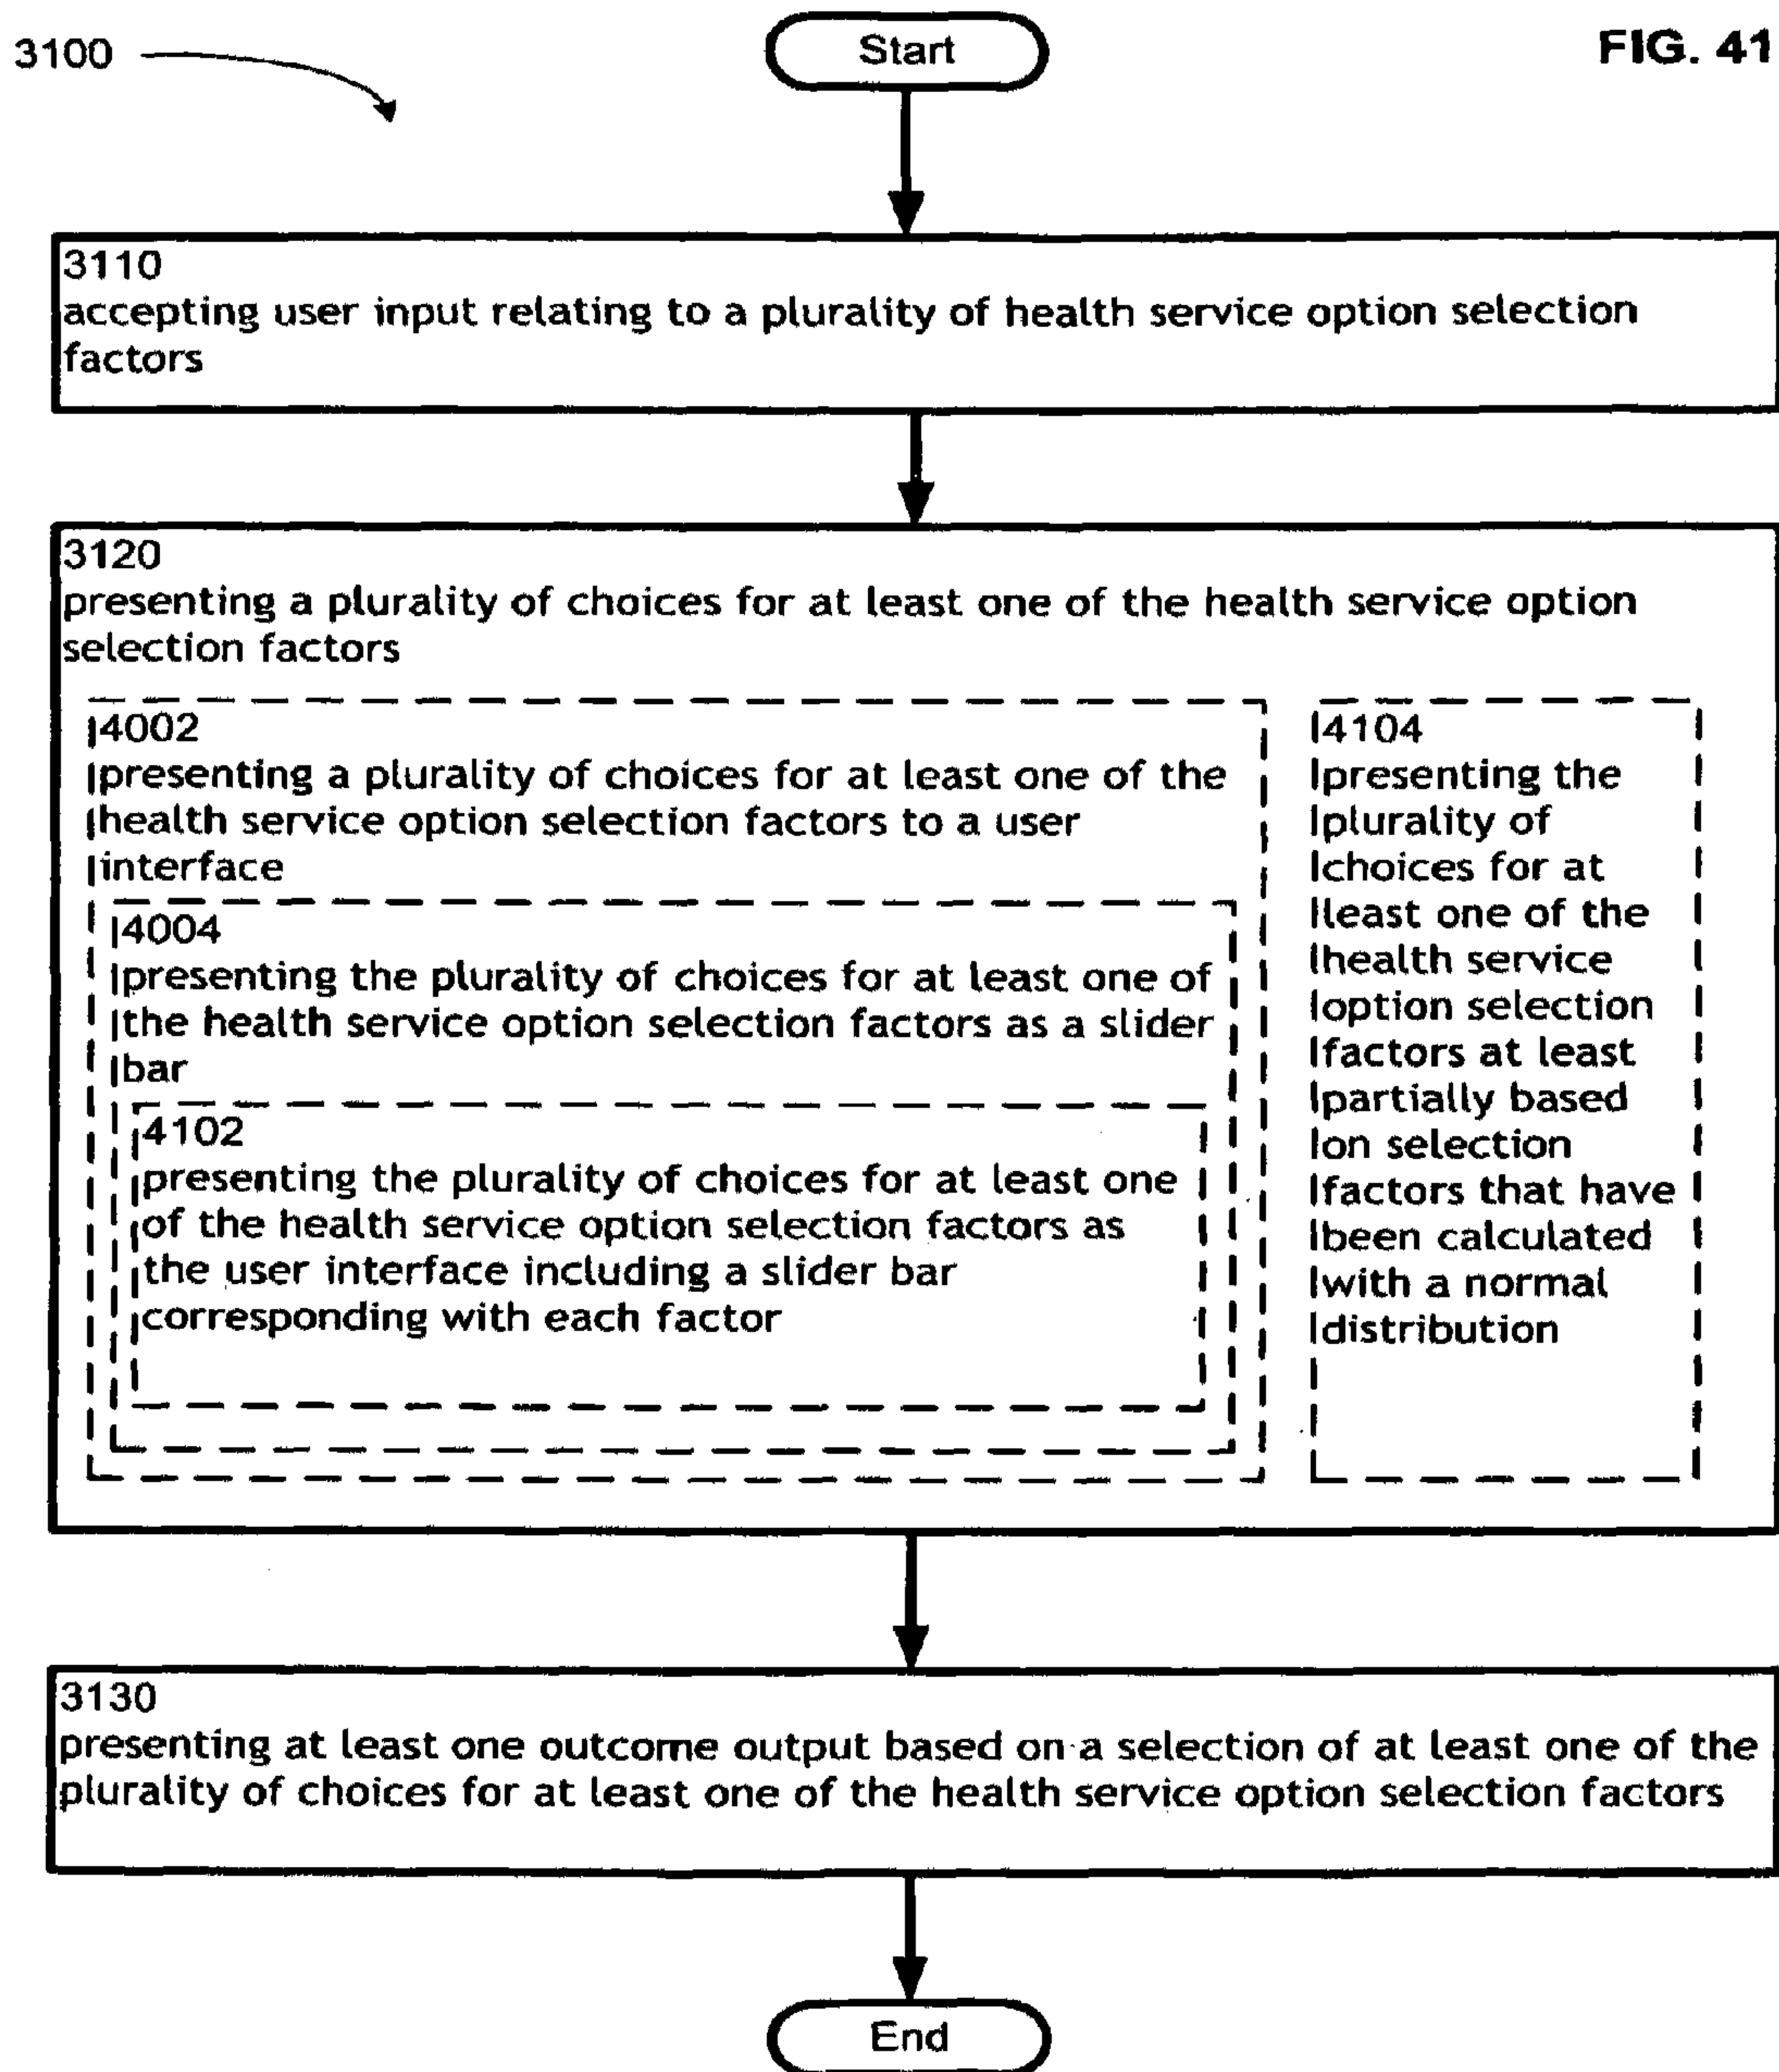 3100
Start
FIG. 41
3110
accepting user input relating to a plurality of health service option selection
factors
3120
presenting a plurality of choices for at least one of the health service option
selection factors
4002
presenting a plurality of choices for at least one of the
health service option selection factors to a user
interface
4004
presenting the plurality of choices for at least one of
the health service option selection factors as a slider
bar
4102
presenting the plurality of choices for at least one
of the health service option selection factors as
the user interface including a slider bar
corresponding with each factor
4104
presenting the
plurality of
choices for at
least one of the
health service
option selection
factors at least
partially based
on selection
factors that have
been calculated
with a normal
distribution
3130
presenting at least one outcome output based on a selection of at least one of the
plurality of choices for at least one of the health service option selection factors
End